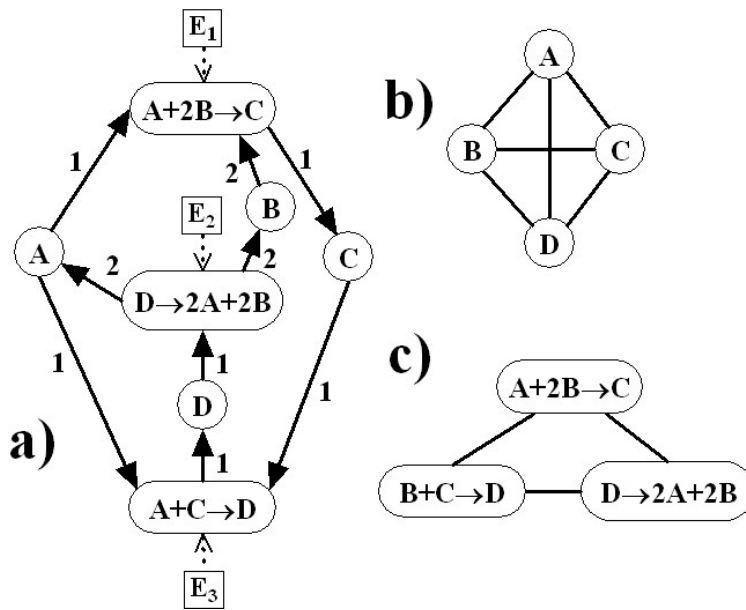 a)
E₁
A+2B→C
1
1
2
B
E₂
A
2
2
C
D→2A+2B
1
1
1
D
1
A+C→D
E₃
b)
A
B
C
D
c)
A+2B→C
B+C→D
D→2A+2B